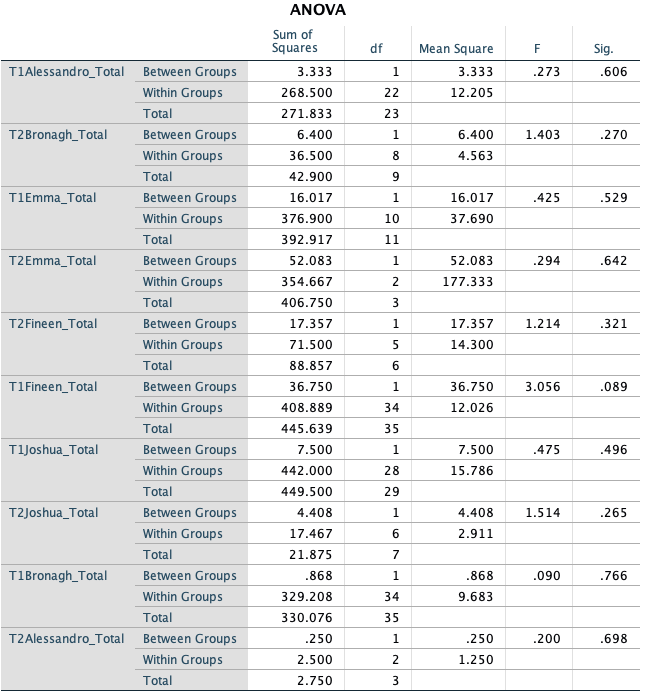 ANOVA
Sum of Squares df Mean Square F Sig.
T1Alessandro_Total Between Groups 3.333 1 3.333 .273 .606
Within Groups 268.500 22 12.205
Total 271.833 23
T2Bronagh_Total Between Groups 6.400 1 6.400 1.403 .270
Within Groups 36.500 8 4.563
Total 42.900 9
T1Emma_Total Between Groups 16.017 1 16.017 .425 .529
Within Groups 376.900 10 37.690
Total 392.917 11
T2Emma_Total Between Groups 52.083 1 52.083 .294 .642
Within Groups 354.667 2 177.333
Total 406.750 3
T2Fineen_Total Between Groups 17.357 1 17.357 1.214 .321
Within Groups 71.500 5 14.300
Total 88.857 6
T1Fineen_Total Between Groups 36.750 1 36.750 3.056 .089
Within Groups 408.889 34 12.026
Total 445.639 35
T1Joshua_Total Between Groups 7.500 1 7.500 .475 .496
Within Groups 442.000 28 15.786
Total 449.500 29
T2Joshua_Total Between Groups 4.408 1 4.408 1.514 .265
Within Groups 17.467 6 2.911
Total 21.875 7
T1Bronagh_Total Between Groups .868 1 .868 .090 .766
Within Groups 329.208 34 9.683
Total 330.076 35
T2Alessandro_Total Between Groups .250 1 .250 .200 .698
Within Groups 2.500 2 1.250
Total 2.750 3